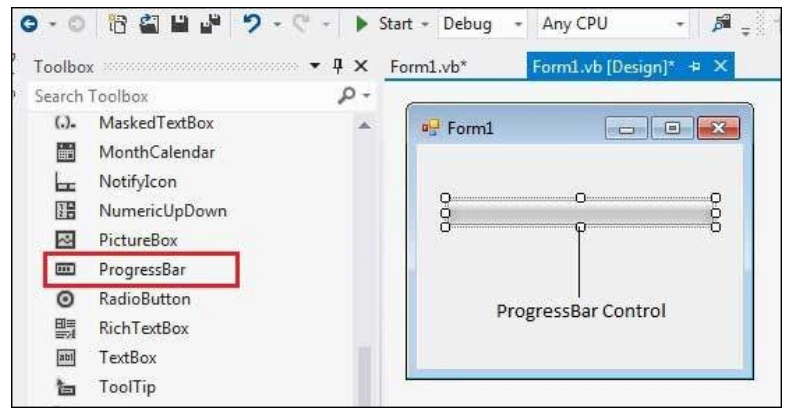 Start Debug Any CPU
Toolbox
Form1.vb*
Form1.vb [Design]*
Search Toolbox
MaskedTextBox
MonthCalendar
NotifyIcon
NumericUpDown
PictureBox
ProgressBar
RadioButton
RichTextBox
TextBox
ToolTip
Form1
ProgressBar Control